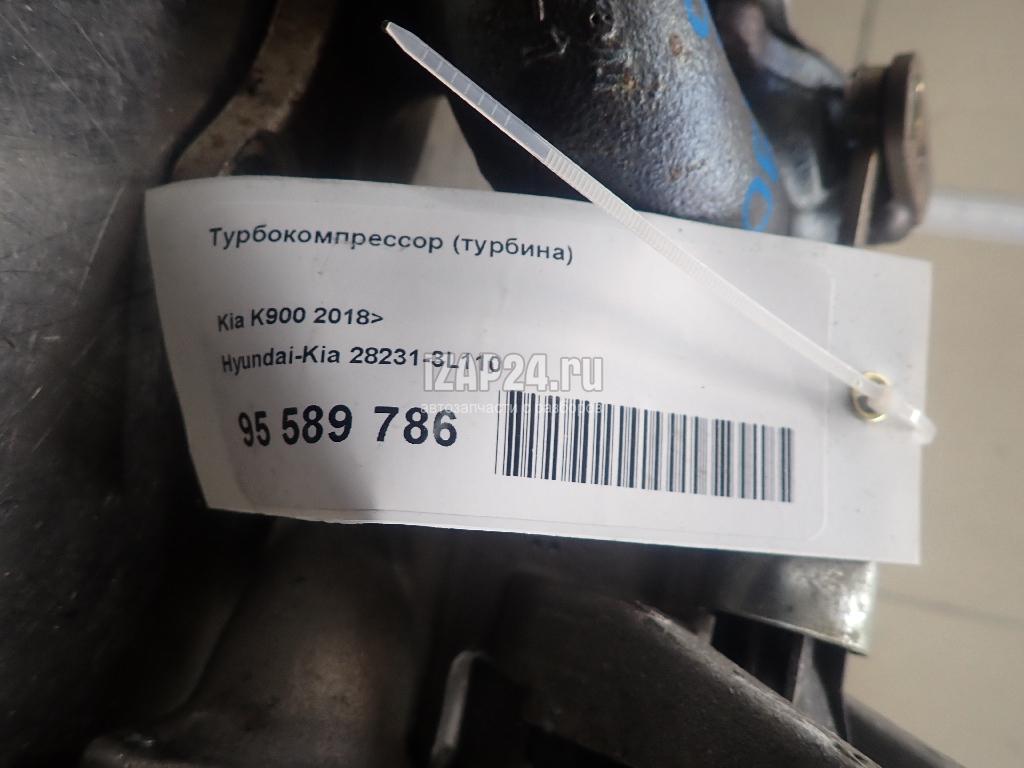 Турбокомпрессор (турбина)
Kia K900 2018>
Hyundai-Kia 28231-3L110
IZAP24.ru
автозапчасти с разборов
95 589 786